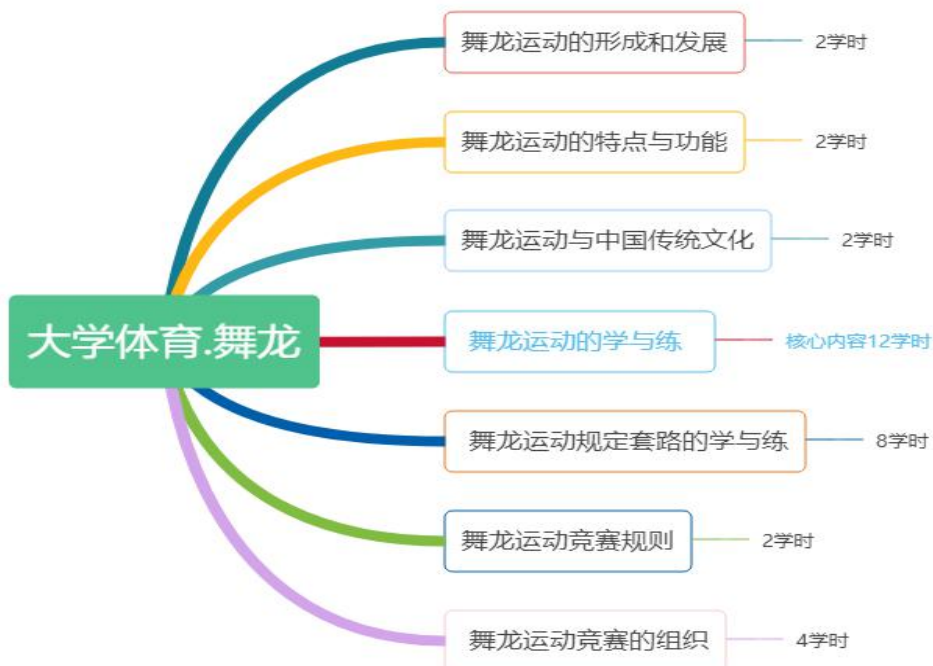 舞龙运动的形成和发展
2学时
舞龙运动的特点与功能
2学时
舞龙运动与中国传统文化
2学时
大学体育.舞龙
舞龙运动的学与练
核心内容12学时
舞龙运动规定套路的学与练
8学时
舞龙运动竞赛规则
2学时
舞龙运动竞赛的组织
4学时